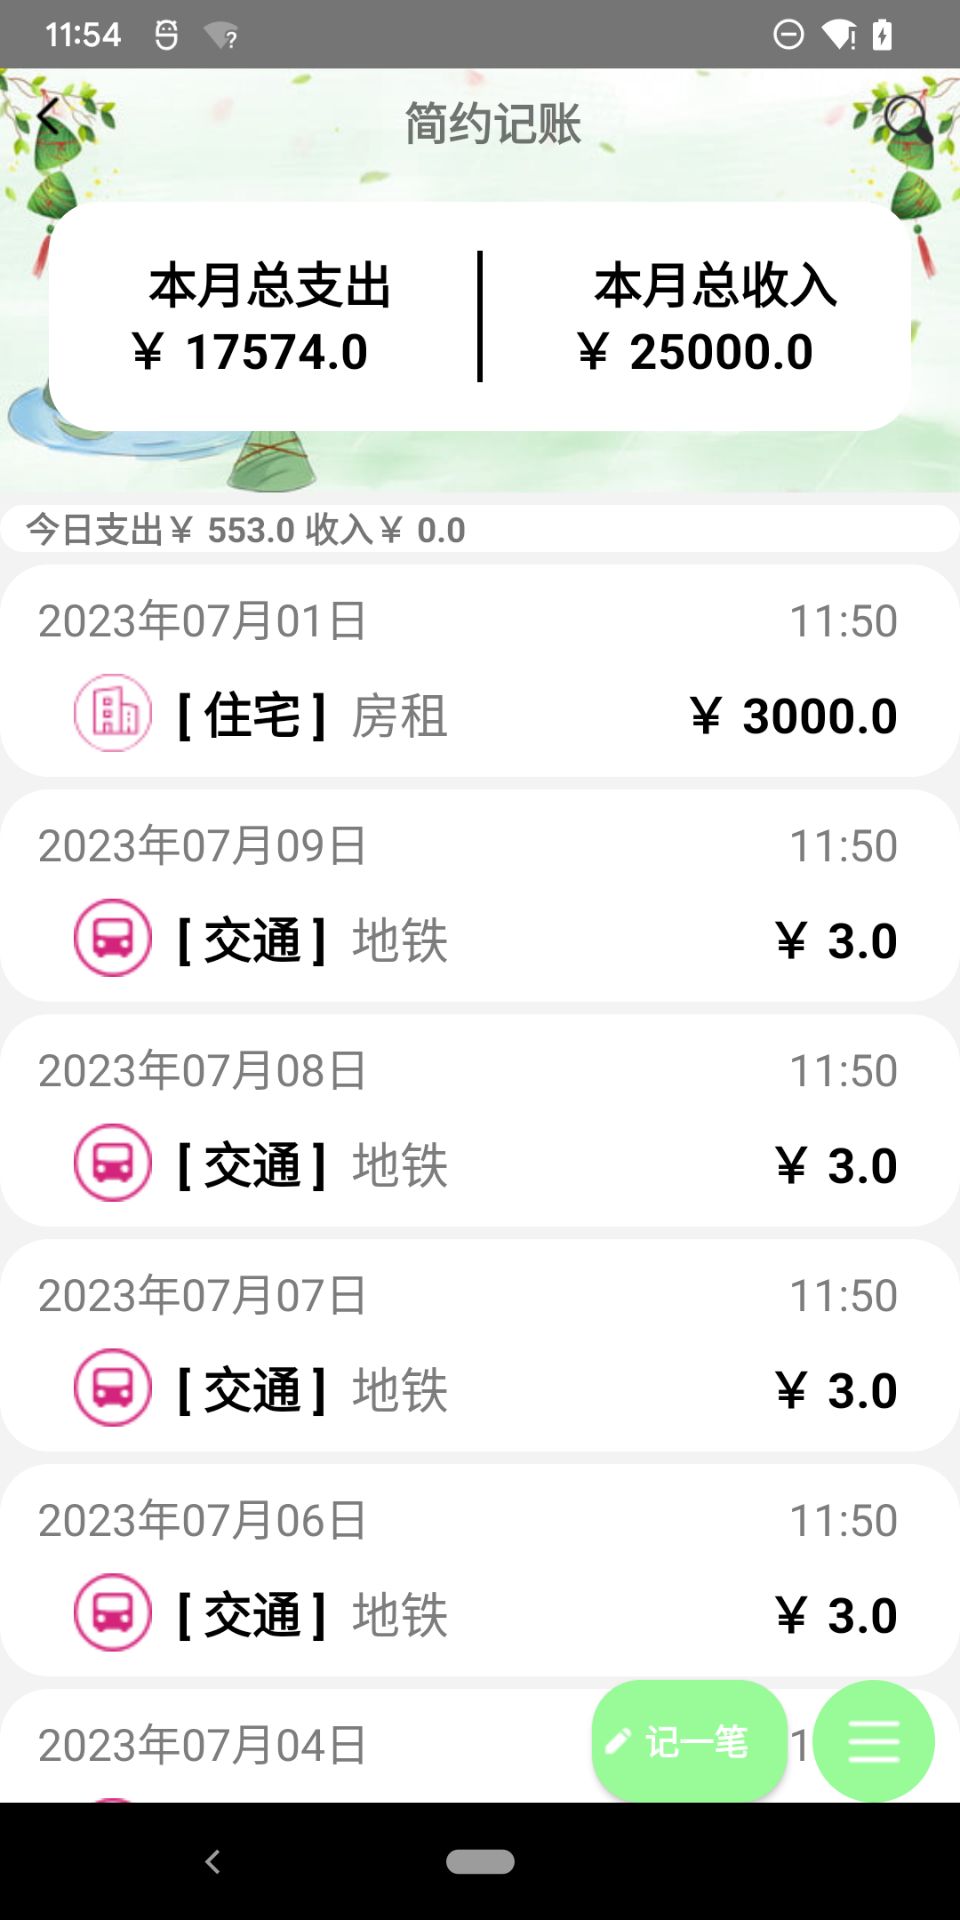 11:54
简约记账
本月总支出 本月总收入
￥ 17574.0 ￥ 25000.0
今日支出￥ 553.0 收入￥ 0.0
2023年07月01日 11:50
[ 住宅 ] 房租 ￥ 3000.0
2023年07月09日 11:50
[ 交通 ] 地铁 ￥ 3.0
2023年07月08日 11:50
[ 交通 ] 地铁 ￥ 3.0
2023年07月07日 11:50
[ 交通 ] 地铁 ￥ 3.0
2023年07月06日 11:50
[ 交通 ] 地铁 ￥ 3.0
2023年07月04日
记一笔